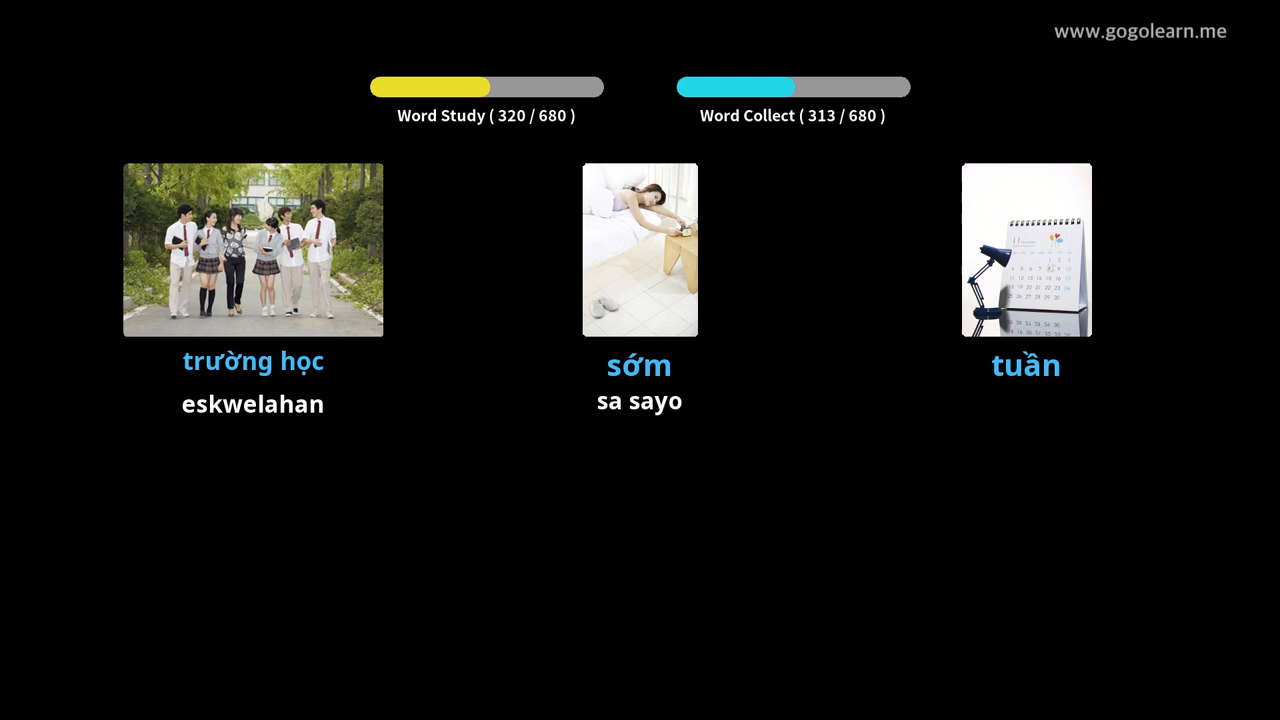 www.gogolearn.me
Word Study ( 320 / 680 )
Word Collect ( 313 / 680 )
trường học
eskwelahan
sớm
sa sayo
tuần